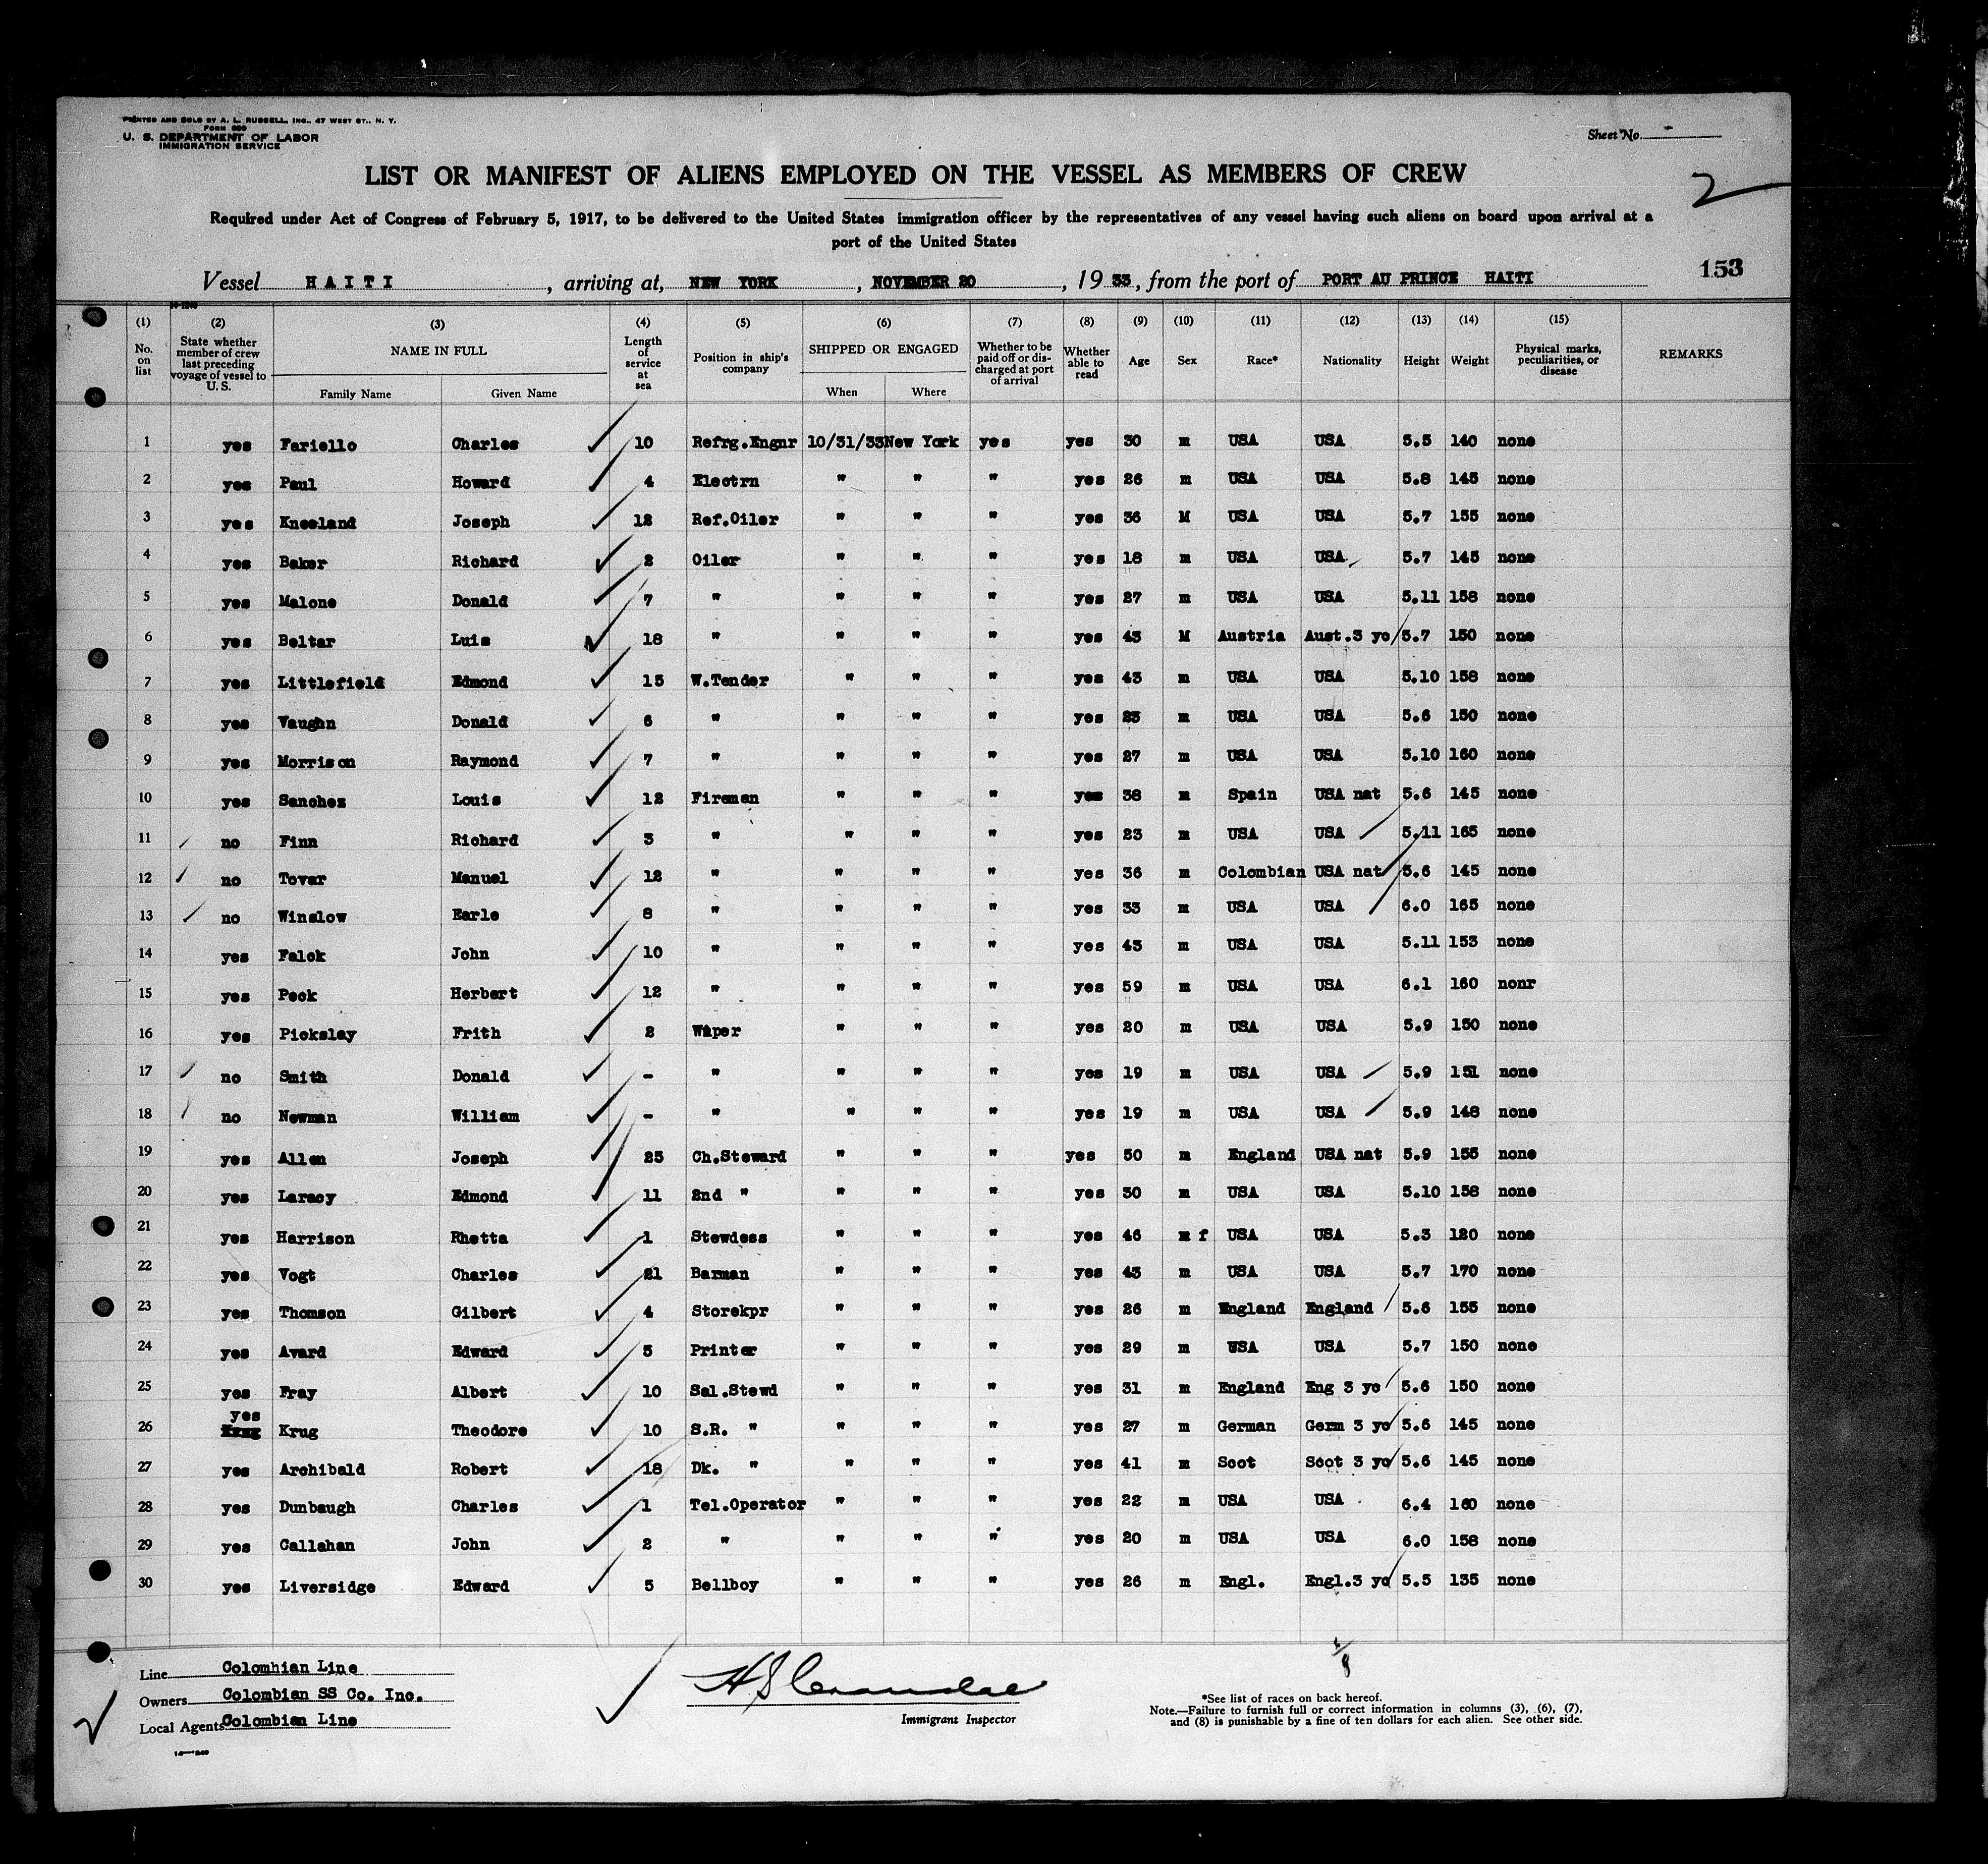 PRINTED AND SOLD BY A. L. RUSSELL, INC., 47 WEST ST., N. Y.
FORM 680
U. S. DEPARTMENT OF LABOR
IMMIGRATION SERVICE
Sheet No. -
LIST OR MANIFEST OF ALIENS EMPLOYED ON THE VESSEL AS MEMBERS OF CREW
2
Required under Act of Congress of February 5, 1917, to be delivered to the United States immigration officer by the representatives of any vessel having such aliens on board upon arrival at a
port of the United States
Vessel HAITI, arriving at, NEW YORK, NOVEMBER 20, 1933, from the port of PORT AU PRINCE HAITI
153
(1) No. on list (2) State whether member of crew last preceding voyage of vessel to U. S. (3) NAME IN FULL Family Name Given Name (4) Length of service at sea (5) Position in ship's company (6) SHIPPED OR ENGAGED When Where (7) Whether to be paid off or discharged at port of arrival (8) Whether able to read (9) Age (10) Sex (11) Race* (12) Nationality (13) Height (14) Weight (15) Physical marks, peculiarities, or disease REMARKS
1 yes Fariello Charles 10 Refrg.Engnr 10/31/33 New York yes yes 30 m USA USA 5.5 140 none
2 yes Paul Howard 4 Electrn " " " yes 26 m USA USA 5.8 145 none
3 yes Kneeland Joseph 12 Ref.Oiler " " " yes 36 M USA USA 5.7 155 none
4 yes Baker Richard 2 Oiler " " " yes 18 m USA USA 5.7 145 none
5 yes Malone Donald 7 " " " " yes 27 m USA USA 5.11 158 none
6 yes Beltar Luis 18 " " " " yes 43 M Austria Aust.3 yc 5.7 150 none
7 yes Littlefield Edmond 15 W.Tender " " " yes 43 m USA USA 5.10 158 none
8 yes Vaughn Donald 6 " " " " yes 23 m USA USA 5.6 150 none
9 yes Morrison Raymond 7 " " " " yes 27 m USA USA 5.10 160 none
10 yes Sanchez Louis 12 Fireman " " " yes 38 m Spain USA nat 5.6 145 none
11 no Finn Richard 3 " " " " yes 23 m USA USA 5.11 165 none
12 no Tovar Manuel 12 " " " " yes 36 m Colombian USA nat 5.6 145 none
13 no Winslow Earle 8 " " " " yes 33 m USA USA 6.0 165 none
14 yes Falck John 10 " " " " yes 43 m USA USA 5.11 153 none
15 yes Peck Herbert 12 " " " " yes 59 m USA USA 6.1 160 nonr
16 yes Pickslay Frith 2 Wiper " " " yes 20 m USA USA 5.9 150 none
17 no Smith Donald - " " " " yes 19 m USA USA 5.9 151 none
18 no Newman William - " " " " yes 19 m USA USA 5.9 148 none
19 yes Allen Joseph 25 Ch.Steward " " " yes 50 m England USA nat 5.9 155 none
20 yes Laracy Edmond 11 2nd " " " " yes 30 m USA USA 5.10 158 none
21 yes Harrison Rhetta 1 Stewdess " " " yes 46 m f USA USA 5.3 120 none
22 yes Vogt Charles 21 Barman " " " yes 43 m USA USA 5.7 170 none
23 yes Thomson Gilbert 4 Storekpr " " " yes 26 m England England 5.6 155 none
24 yes Avard Edward 5 Printer " " " yes 29 m USA USA 5.7 150 none
25 yes Fray Albert 10 Sal.Stewd " " " yes 31 m England Eng 3 yc 5.6 150 none
26 yes Krug Krug Theodore 10 S.R. " " " " yes 27 m German Germ 3 yc 5.6 145 none
27 yes Archibald Robert 18 Dk. " " " " yes 41 m Scot Scot 3 yc 5.6 145 none
28 yes Dunbaugh Charles 1 Tel.Operator " " " yes 22 m USA USA 6.4 160 none
29 yes Callahan John 2 " " " " yes 20 m USA USA 6.0 158 none
30 yes Liversidge Edward 5 Bellboy " " " yes 26 m Engl. Engl.3 yc 5.5 135 none
Line Colombian Line
Owners Colombian SS Co. Inc.
Local Agents Colombian Line
Immigrant Inspector
*See list of races on back hereof.
Note.—Failure to furnish full or correct information in columns (3), (6), (7),
and (8) is punishable by a fine of ten dollars for each alien. See other side.